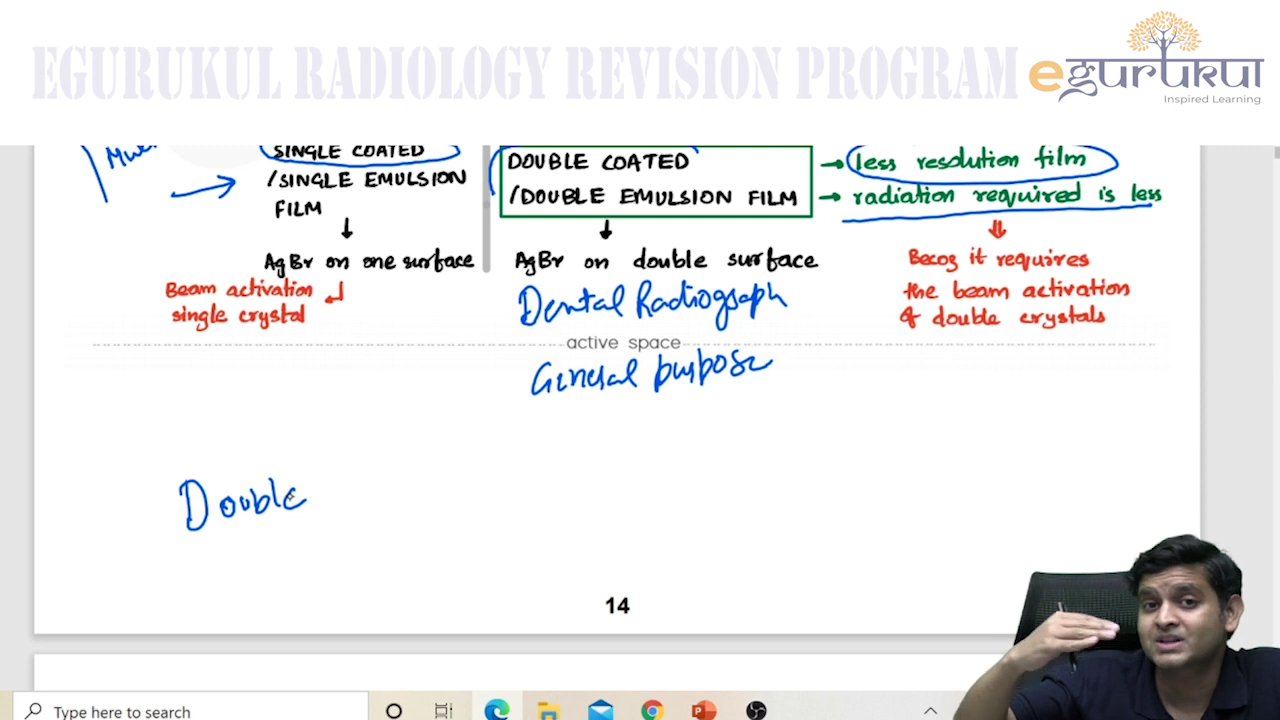 EGURUKUL RADIOLOGY REVISION PROGRAM
egurukul
Inspired Learning
SINGLE COATED
/SINGLE EMULSION
FILM
AgBr on one surface
Beam activation
single crystal
DOUBLE COATED
/DOUBLE EMULSION FILM
AgBr on double surface
Dental Radiograph
active space
General purpose
→ less resolution film
→ radiation required is less
Becoz it requires
the beam activation
of double crystals
Double
14
Type here to search